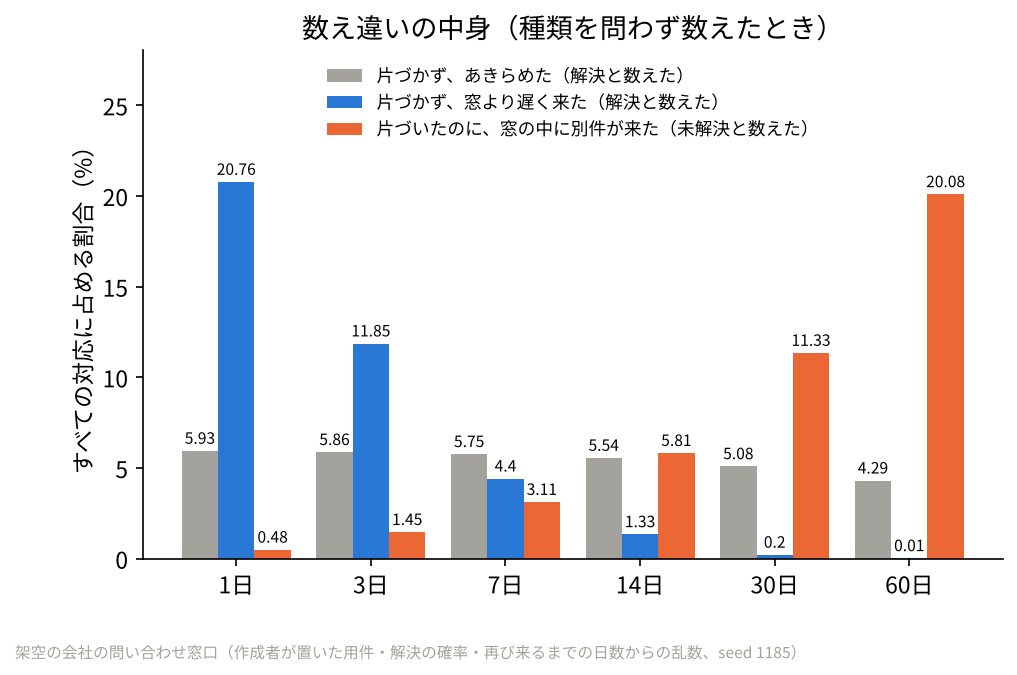 数え違いの中身（種類を問わず数えたとき）
片づかず、あきらめた（解決と数えた）
片づかず、窓より遅く来た（解決と数えた）
片づいたのに、窓の中に別件が来た（未解決と数えた）
すべての対応に占める割合（%）
25
20
15
10
5
0
20.76
20.08
11.85
11.33
5.93
5.86
5.75
5.54
5.81
5.08
4.4
4.29
3.11
1.45
1.33
0.48
0.2
0.01
1日
3日
7日
14日
30日
60日
架空の会社の問い合わせ窓口（作成者が置いた用件・解決の確率・再び来るまでの日数からの乱数、seed 1185）